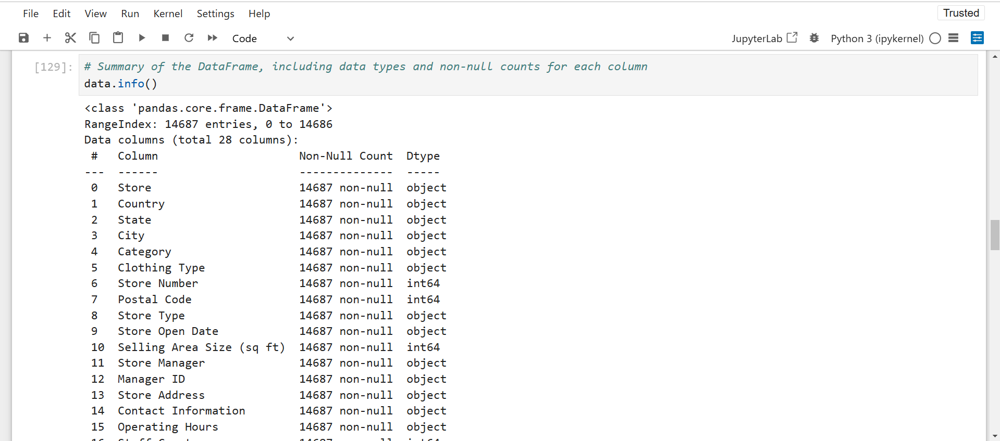 File Edit View Run Kernel Settings Help Trusted
Code JupyterLab Python 3 (ipykernel)
[129]: # Summary of the DataFrame, including data types and non-null counts for each column
data.info()
<class 'pandas.core.frame.DataFrame'>
RangeIndex: 14687 entries, 0 to 14686
Data columns (total 28 columns):
# Column Non-Null Count Dtype
--- ------ -------------- -----
0 Store 14687 non-null object
1 Country 14687 non-null object
2 State 14687 non-null object
3 City 14687 non-null object
4 Category 14687 non-null object
5 Clothing Type 14687 non-null object
6 Store Number 14687 non-null int64
7 Postal Code 14687 non-null int64
8 Store Type 14687 non-null object
9 Store Open Date 14687 non-null object
10 Selling Area Size (sq ft) 14687 non-null int64
11 Store Manager 14687 non-null object
12 Manager ID 14687 non-null object
13 Store Address 14687 non-null object
14 Contact Information 14687 non-null object
15 Operating Hours 14687 non-null object